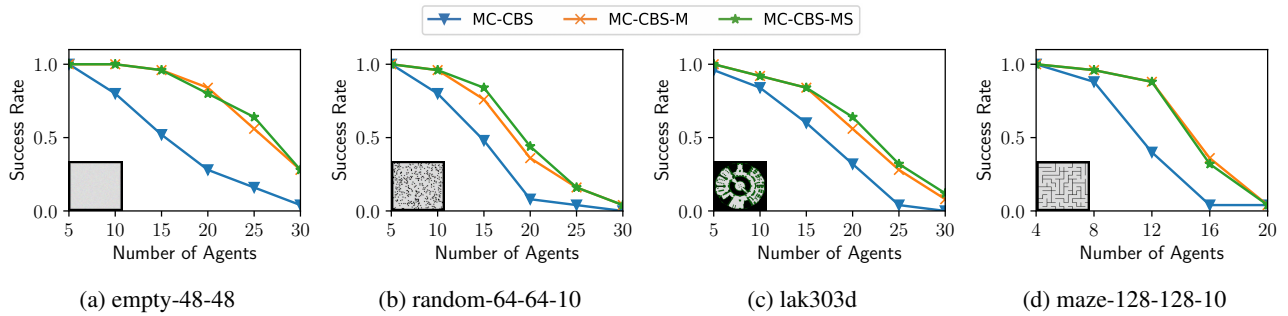 MC-CBS MC-CBS-M MC-CBS-MS
Success Rate
1.0
0.5
0.0
5 10 15 20 25 30
Number of Agents
(a) empty-48-48
Success Rate
1.0
0.5
0.0
5 10 15 20 25 30
Number of Agents
(b) random-64-64-10
Success Rate
1.0
0.5
0.0
5 10 15 20 25 30
Number of Agents
(c) lak303d
Success Rate
1.0
0.5
0.0
4 8 12 16 20
Number of Agents
(d) maze-128-128-10